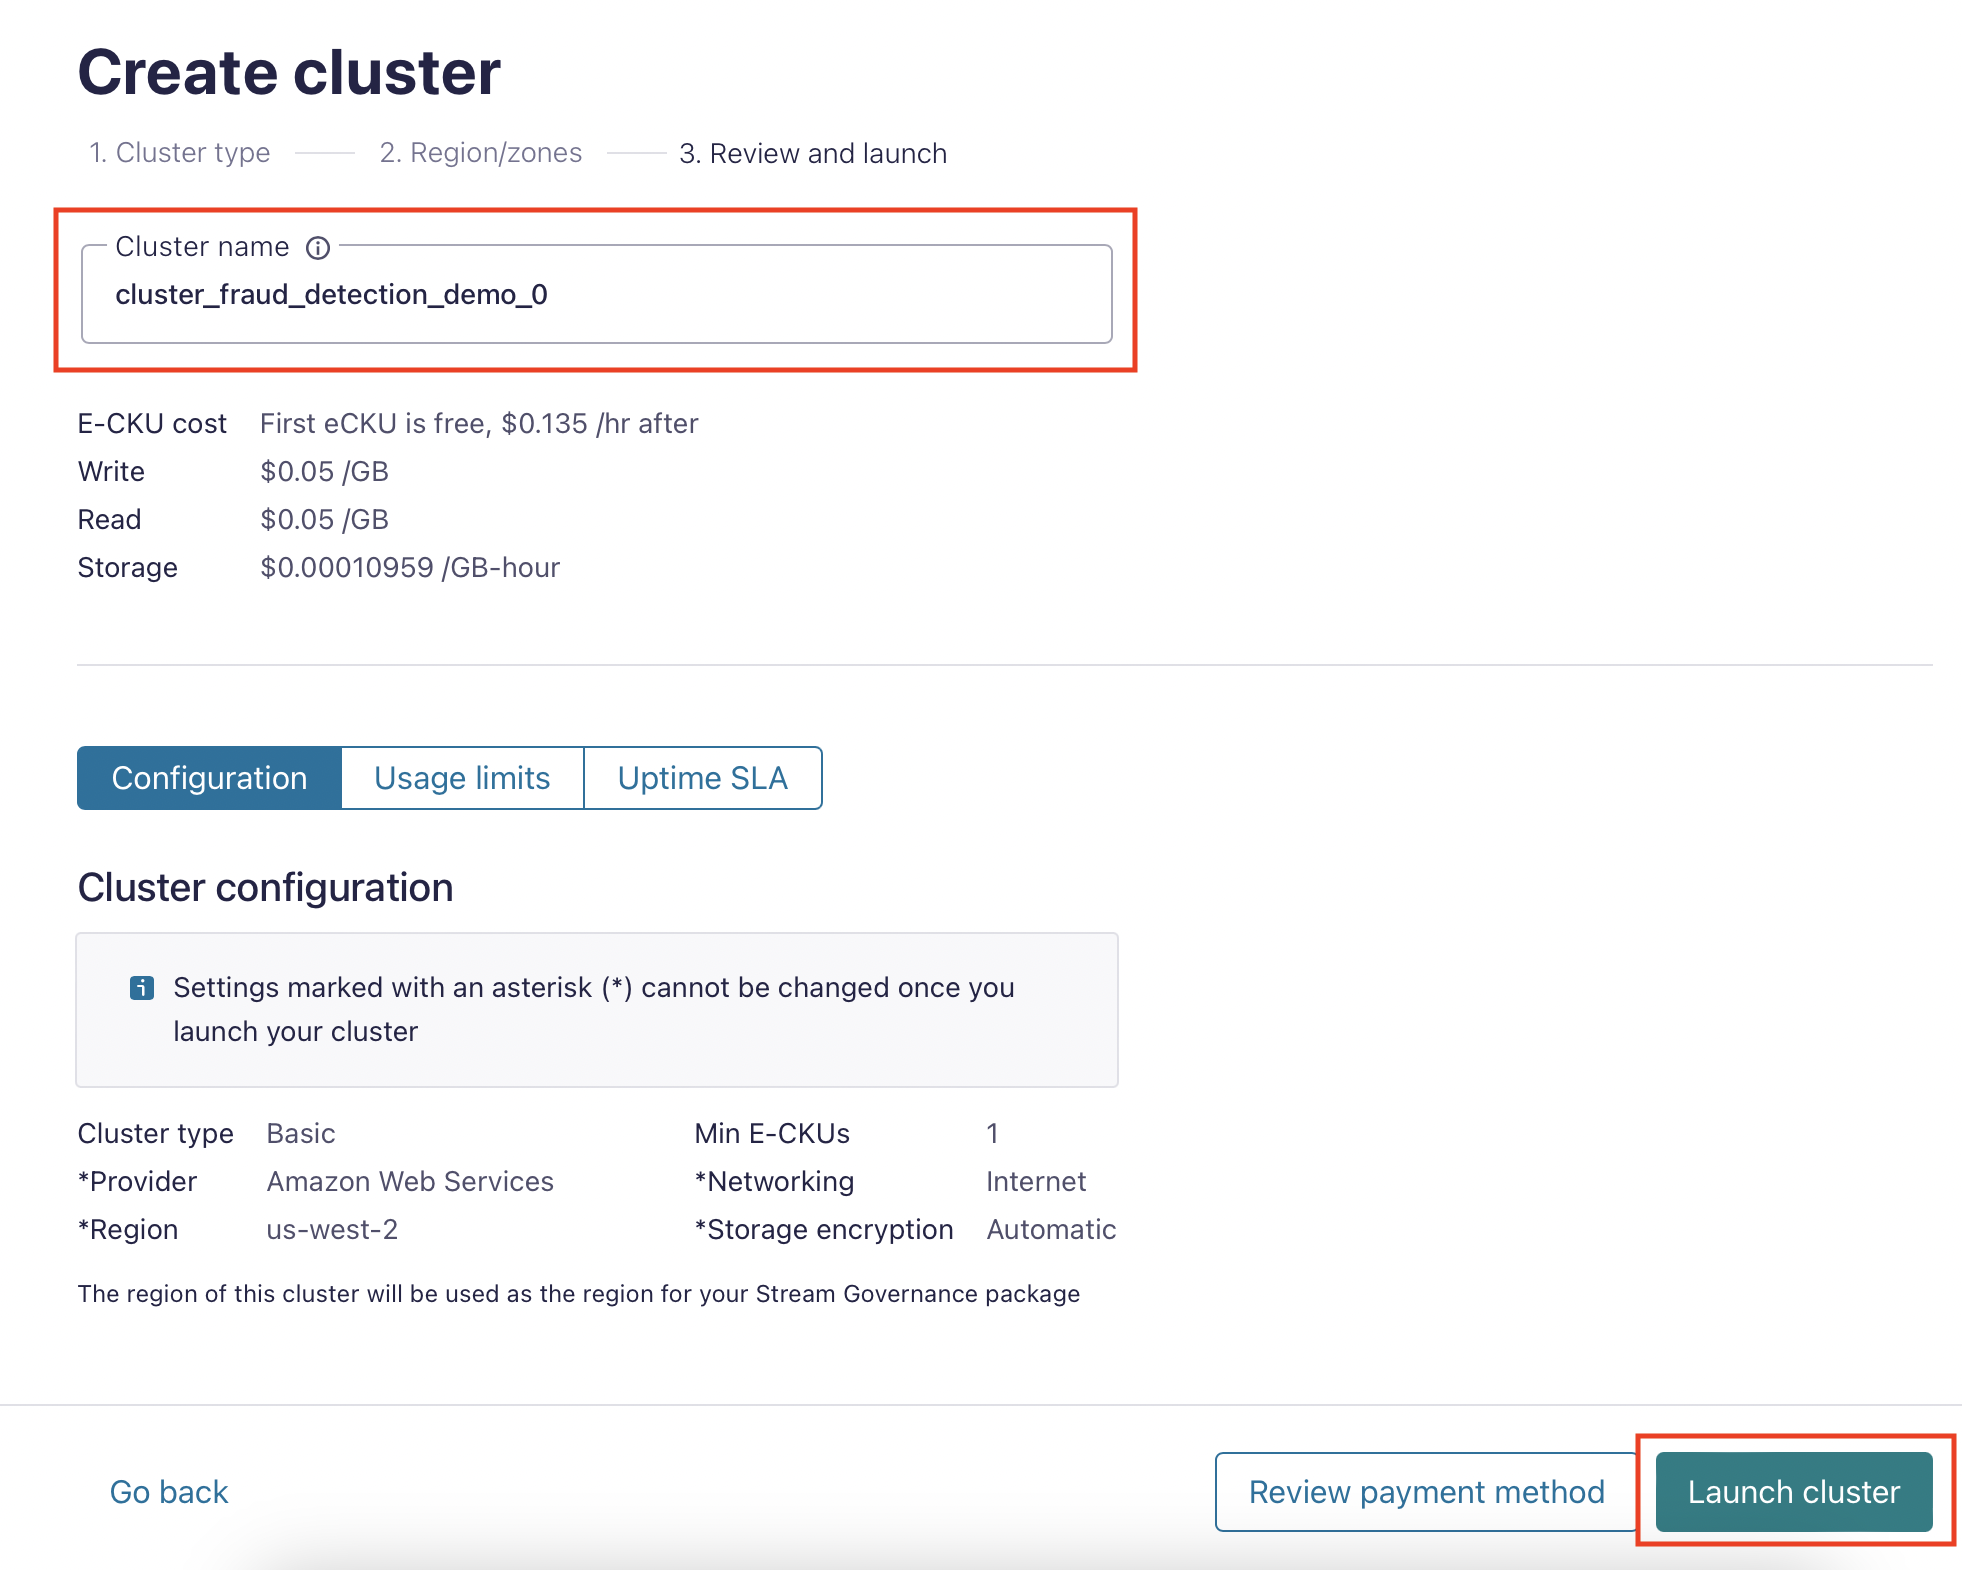 Create cluster
1. Cluster type 2. Region/zones 3. Review and launch
Cluster name
cluster_fraud_detection_demo_0
E-CKU cost First eCKU is free, $0.135 /hr after
Write $0.05 /GB
Read $0.05 /GB
Storage $0.00010959 /GB-hour
Configuration Usage limits Uptime SLA
Cluster configuration
Settings marked with an asterisk (*) cannot be changed once you
launch your cluster
Cluster type Basic Min E-CKUs 1
*Provider Amazon Web Services *Networking Internet
*Region us-west-2 *Storage encryption Automatic
The region of this cluster will be used as the region for your Stream Governance package
Go back Review payment method Launch cluster